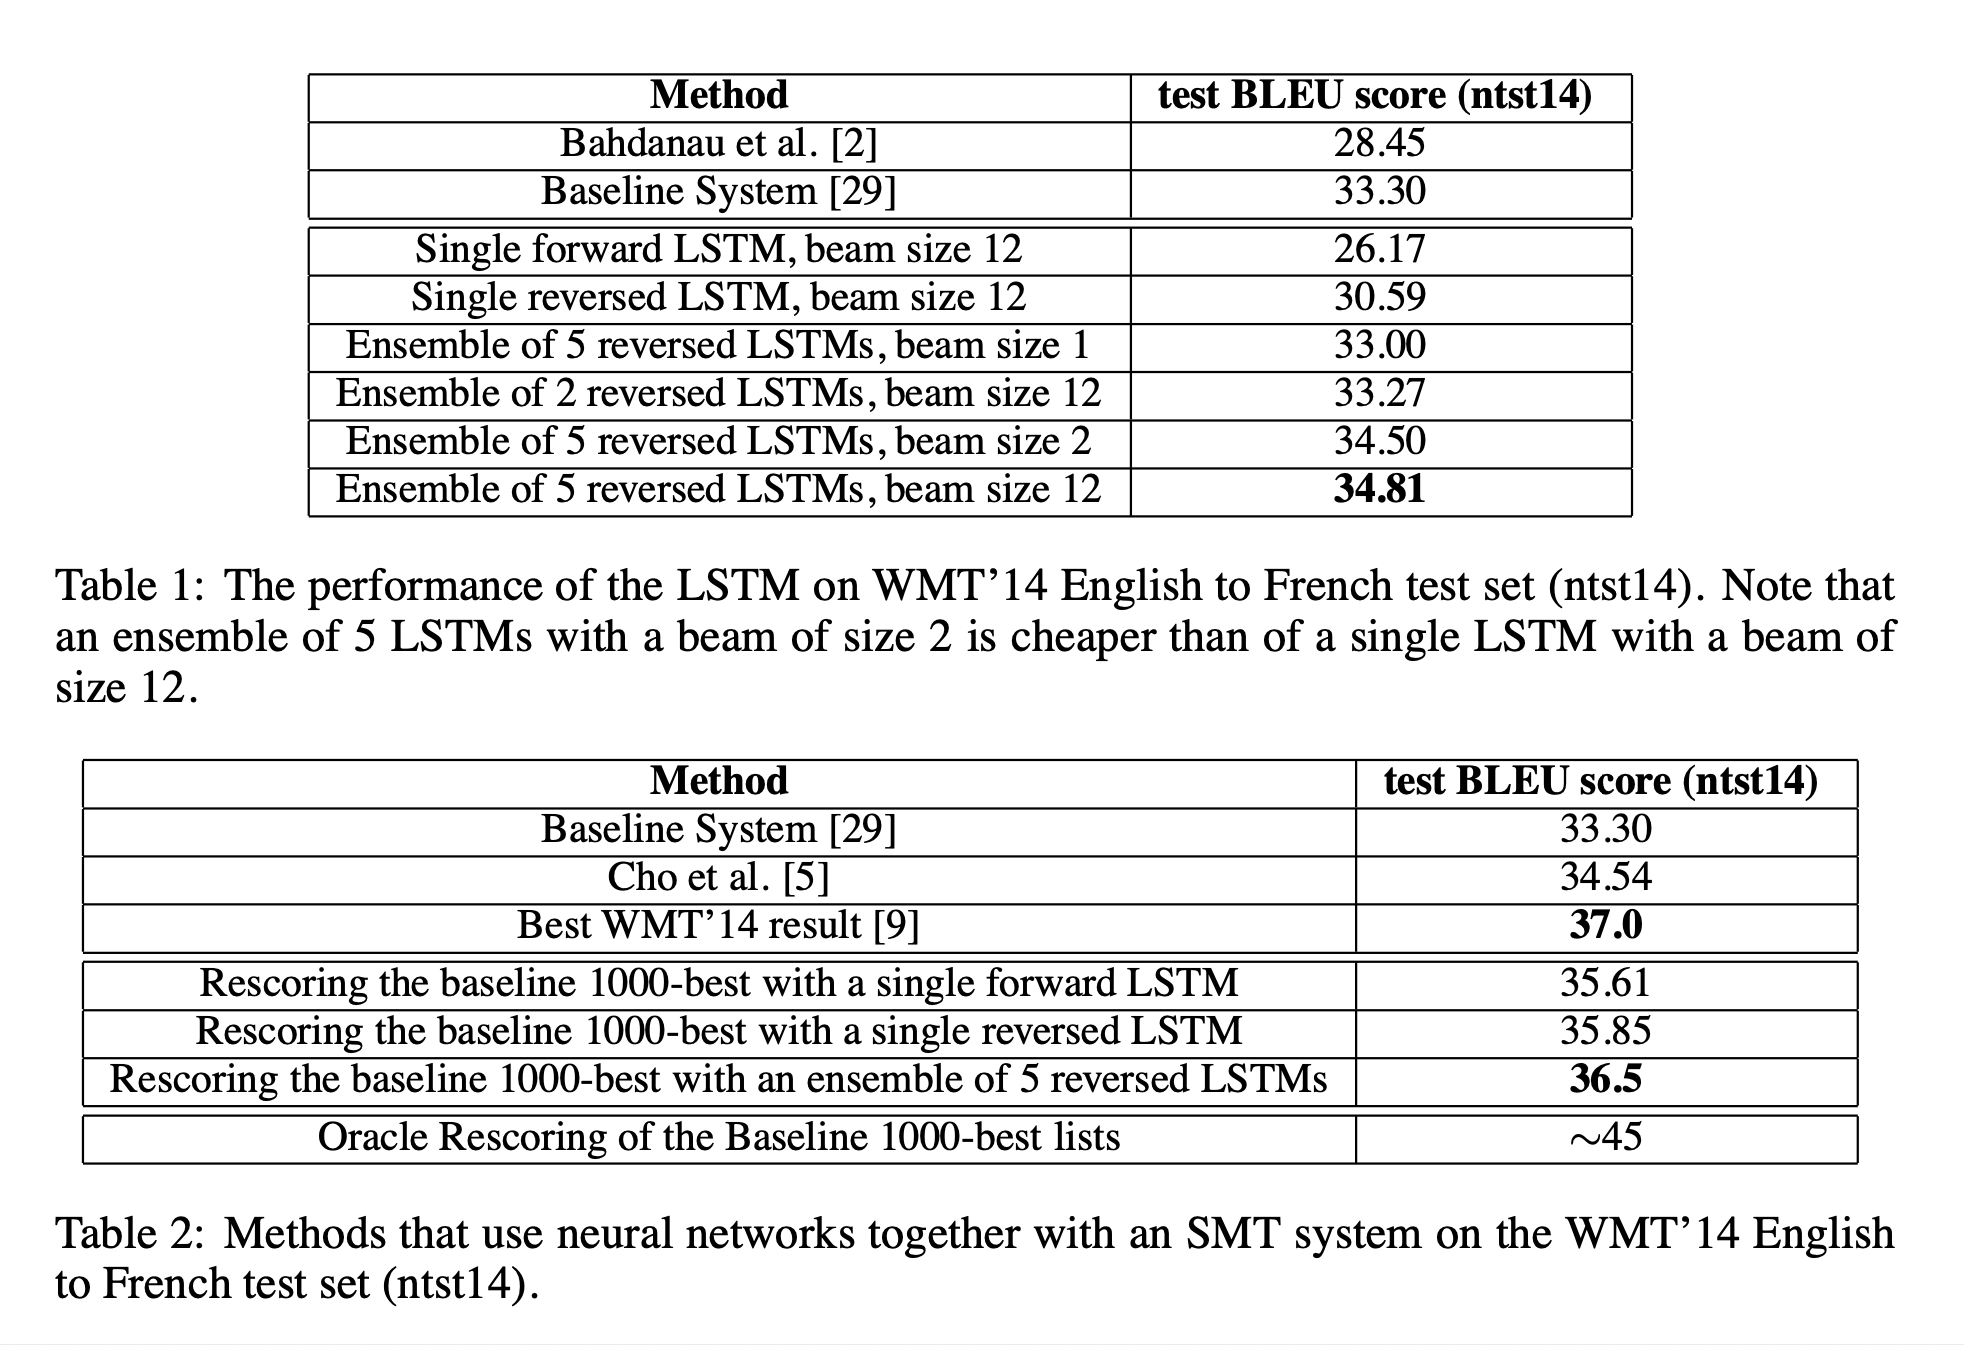 Method test BLEU score (ntst14)
Bahdanau et al. [2] 28.45
Baseline System [29] 33.30
Single forward LSTM, beam size 12 26.17
Single reversed LSTM, beam size 12 30.59
Ensemble of 5 reversed LSTMs, beam size 1 33.00
Ensemble of 2 reversed LSTMs, beam size 12 33.27
Ensemble of 5 reversed LSTMs, beam size 2 34.50
Ensemble of 5 reversed LSTMs, beam size 12 34.81
Table 1: The performance of the LSTM on WMT’14 English to French test set (ntst14). Note that
an ensemble of 5 LSTMs with a beam of size 2 is cheaper than of a single LSTM with a beam of
size 12.
Method test BLEU score (ntst14)
Baseline System [29] 33.30
Cho et al. [5] 34.54
Best WMT’14 result [9] 37.0
Rescoring the baseline 1000-best with a single forward LSTM 35.61
Rescoring the baseline 1000-best with a single reversed LSTM 35.85
Rescoring the baseline 1000-best with an ensemble of 5 reversed LSTMs 36.5
Oracle Rescoring of the Baseline 1000-best lists ∼45
Table 2: Methods that use neural networks together with an SMT system on the WMT’14 English
to French test set (ntst14).